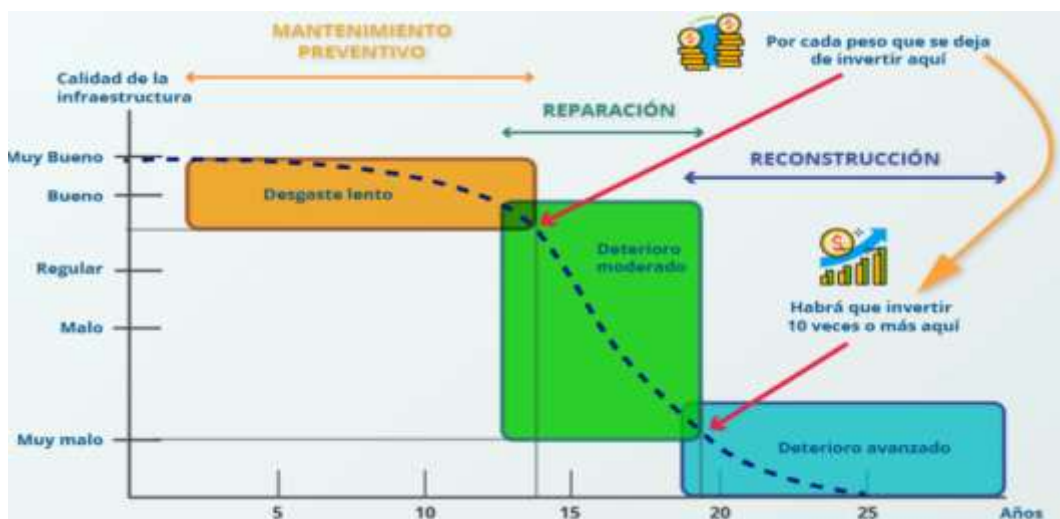 MANTENIMIENTO
PREVENTIVO
Por cada peso que se deja
de invertir aquí
Calidad de la
infraestructura
REPARACIÓN
RECONSTRUCCIÓN
Muy Bueno
Bueno
Desgaste lento
Regular
Deterioro
moderado
Malo
Habrá que invertir
10 veces o más aquí
Muy malo
Deterioro avanzado
5
10
15
20
25
Años